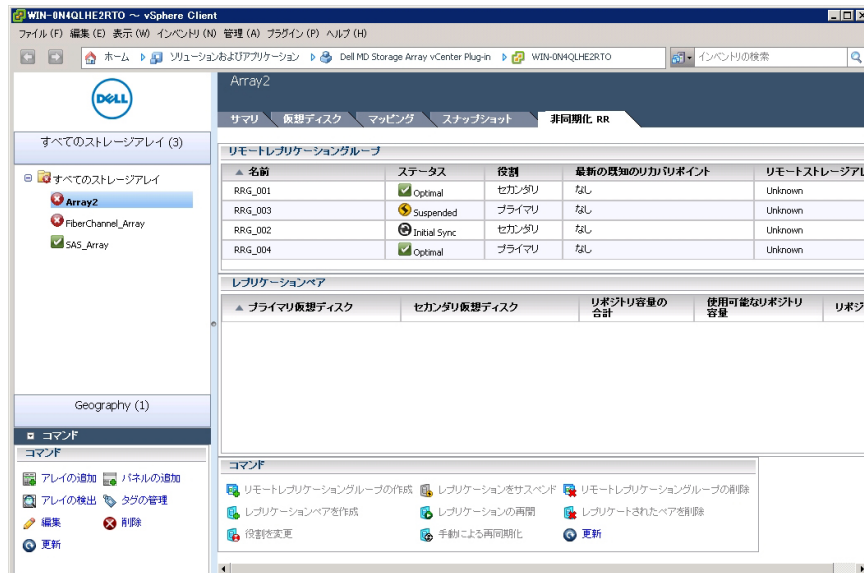 WIN-0N4QLHE2RTO ~ vSphere Client
ファイル (F) 編集 (E) 表示 (W) インベントリ (N) 管理 (A) プラグイン (P) ヘルプ (H)
ホーム ソリューションおよびアプリケーション Dell MD Storage Array vCenter Plug-in WIN-0N4QLHE2RTO インベントリの検索
DELL
Array2
サマリ 仮想ディスク マッピング スナップショット 非同期化 RR
すべてのストレージアレイ (3)
すべてのストレージアレイ
Array2
FiberChannel_Array
SAS_Array
リモートレプリケーショングループ
名前 ステータス 役割 最新の既知のリカバリポイント リモートストレージアレ
RRG_001 Optimal セカンダリ なし Unknown
RRG_003 Suspended プライマリ なし Unknown
RRG_002 Initial Sync セカンダリ なし Unknown
RRG_004 Optimal プライマリ なし Unknown
レプリケーションペア
プライマリ仮想ディスク セカンダリ仮想ディスク リポジトリ容量の 使用可能なリポジトリ リポジ
合計 容量
Geography (1)
コマンド
コマンド
アレイの追加 パネルの追加
アレイの検出 タグの管理
編集 削除
更新
コマンド
リモートレプリケーショングループの作成 レプリケーションをサスペンド リモートレプリケーショングループの削除
レプリケーションペアを作成 レプリケーションの再開 レプリケートされたペアを削除
役割を変更 手動による再同期化 更新